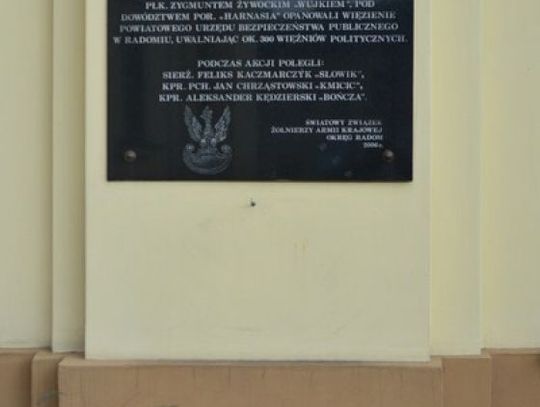 PŁK. ZYGMUNTEM ŻYWOCKIM „WUJKIEM”, POD
DOWÓDZTWEM POR. „HARNASIA” OPANOWALI WIĘZIENIE
POWIATOWEGO URZĘDU BEZPIECZEŃSTWA PUBLICZNEGO
W RADOMIU, UWALNIAJĄC OK. 300 WIĘŹNIÓW POLITYCZNYCH.
PODCZAS AKCJI POLEGLI:
SIERŻ. FELIKS KACZMARCZYK „SŁOWIK”,
KPR. PCH. JAN CHRZĄSTOWSKI „KMICIC”,
KPR. ALEKSANDER KĘDZIERSKI „BOŃCZA”.
ŚWIATOWY ZWIĄZEK
ŻOŁNIERZY ARMII KRAJOWEJ
OKRĘG RADOM
2006 r.